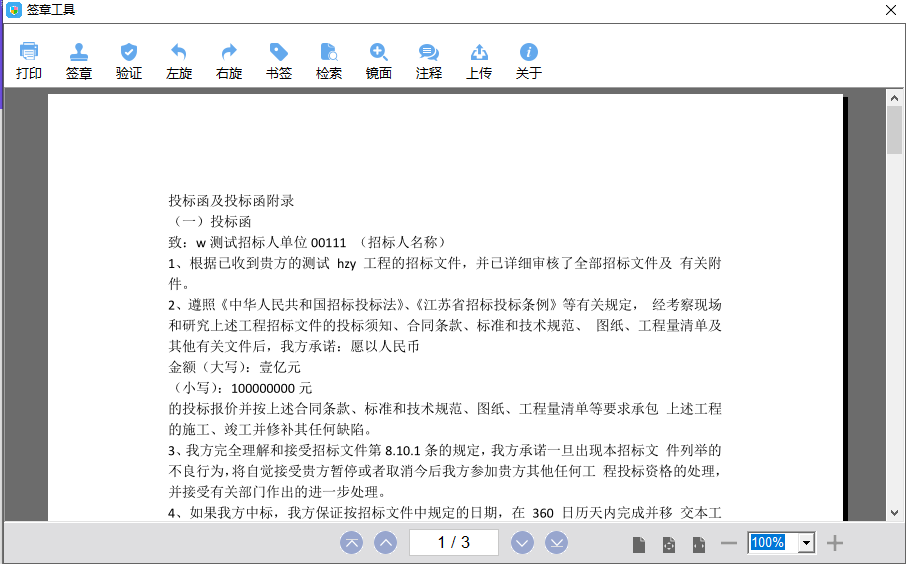 签章工具
打印 签章 验证 左旋 右旋 书签 检索 镜面 注释 上传 关于
投标函及投标函附录
（一）投标函
致：w 测试招标人单位 00111 （招标人名称）
1、根据已收到贵方的测试 hzy 工程的招标文件，并已详细审核了全部招标文件及 有关附
件。
2、遵照《中华人民共和国招标投标法》、《江苏省招标投标条例》等有关规定， 经考察现场
和研究上述工程招标文件的投标须知、合同条款、标准和技术规范、 图纸、工程量清单及
其他有关文件后，我方承诺：愿以人民币
金额（大写）：壹亿元
（小写）：100000000 元
的投标报价并按上述合同条款、标准和技术规范、图纸、工程量清单等要求承包 上述工程
的施工、竣工并修补其任何缺陷。
3、我方完全理解和接受招标文件第 8.10.1 条的规定，我方承诺一旦出现本招标文 件列举的
不良行为，将自觉接受贵方暂停或者取消今后我方参加贵方其他任何工 程投标资格的处理，
并接受有关部门作出的进一步处理。
4、如果我方中标，我方保证按招标文件中规定的日期，在 360 日历天内完成并移 交本工
1 / 3
100%